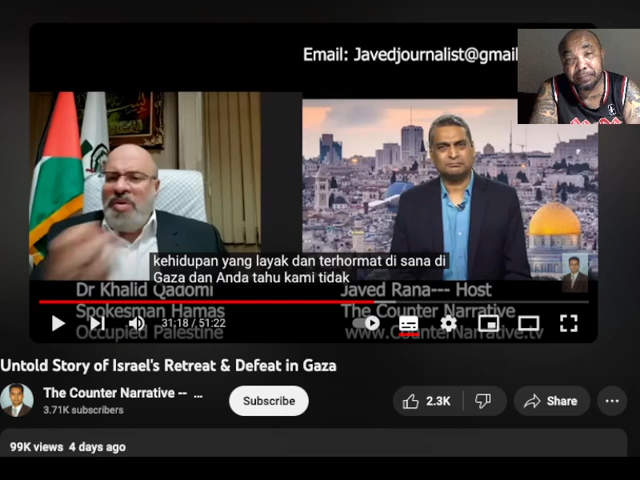 Email: Javedjournalist@gmail
kehidupan yang layak dan terhormat di sana di
Gaza dan Anda tahu kami tidak
Dr Khalid Qadomi
Spokesman Hamas
Occupied Palestine
Javed Rana--- Host
The Counter Narrative
www.CounterNarrative.tv
31:18 / 51:22
Untold Story of Israel's Retreat & Defeat in Gaza
The Counter Narrative -- ...
3.71K subscribers
Subscribe
2.3K
Share
99K views 4 days ago